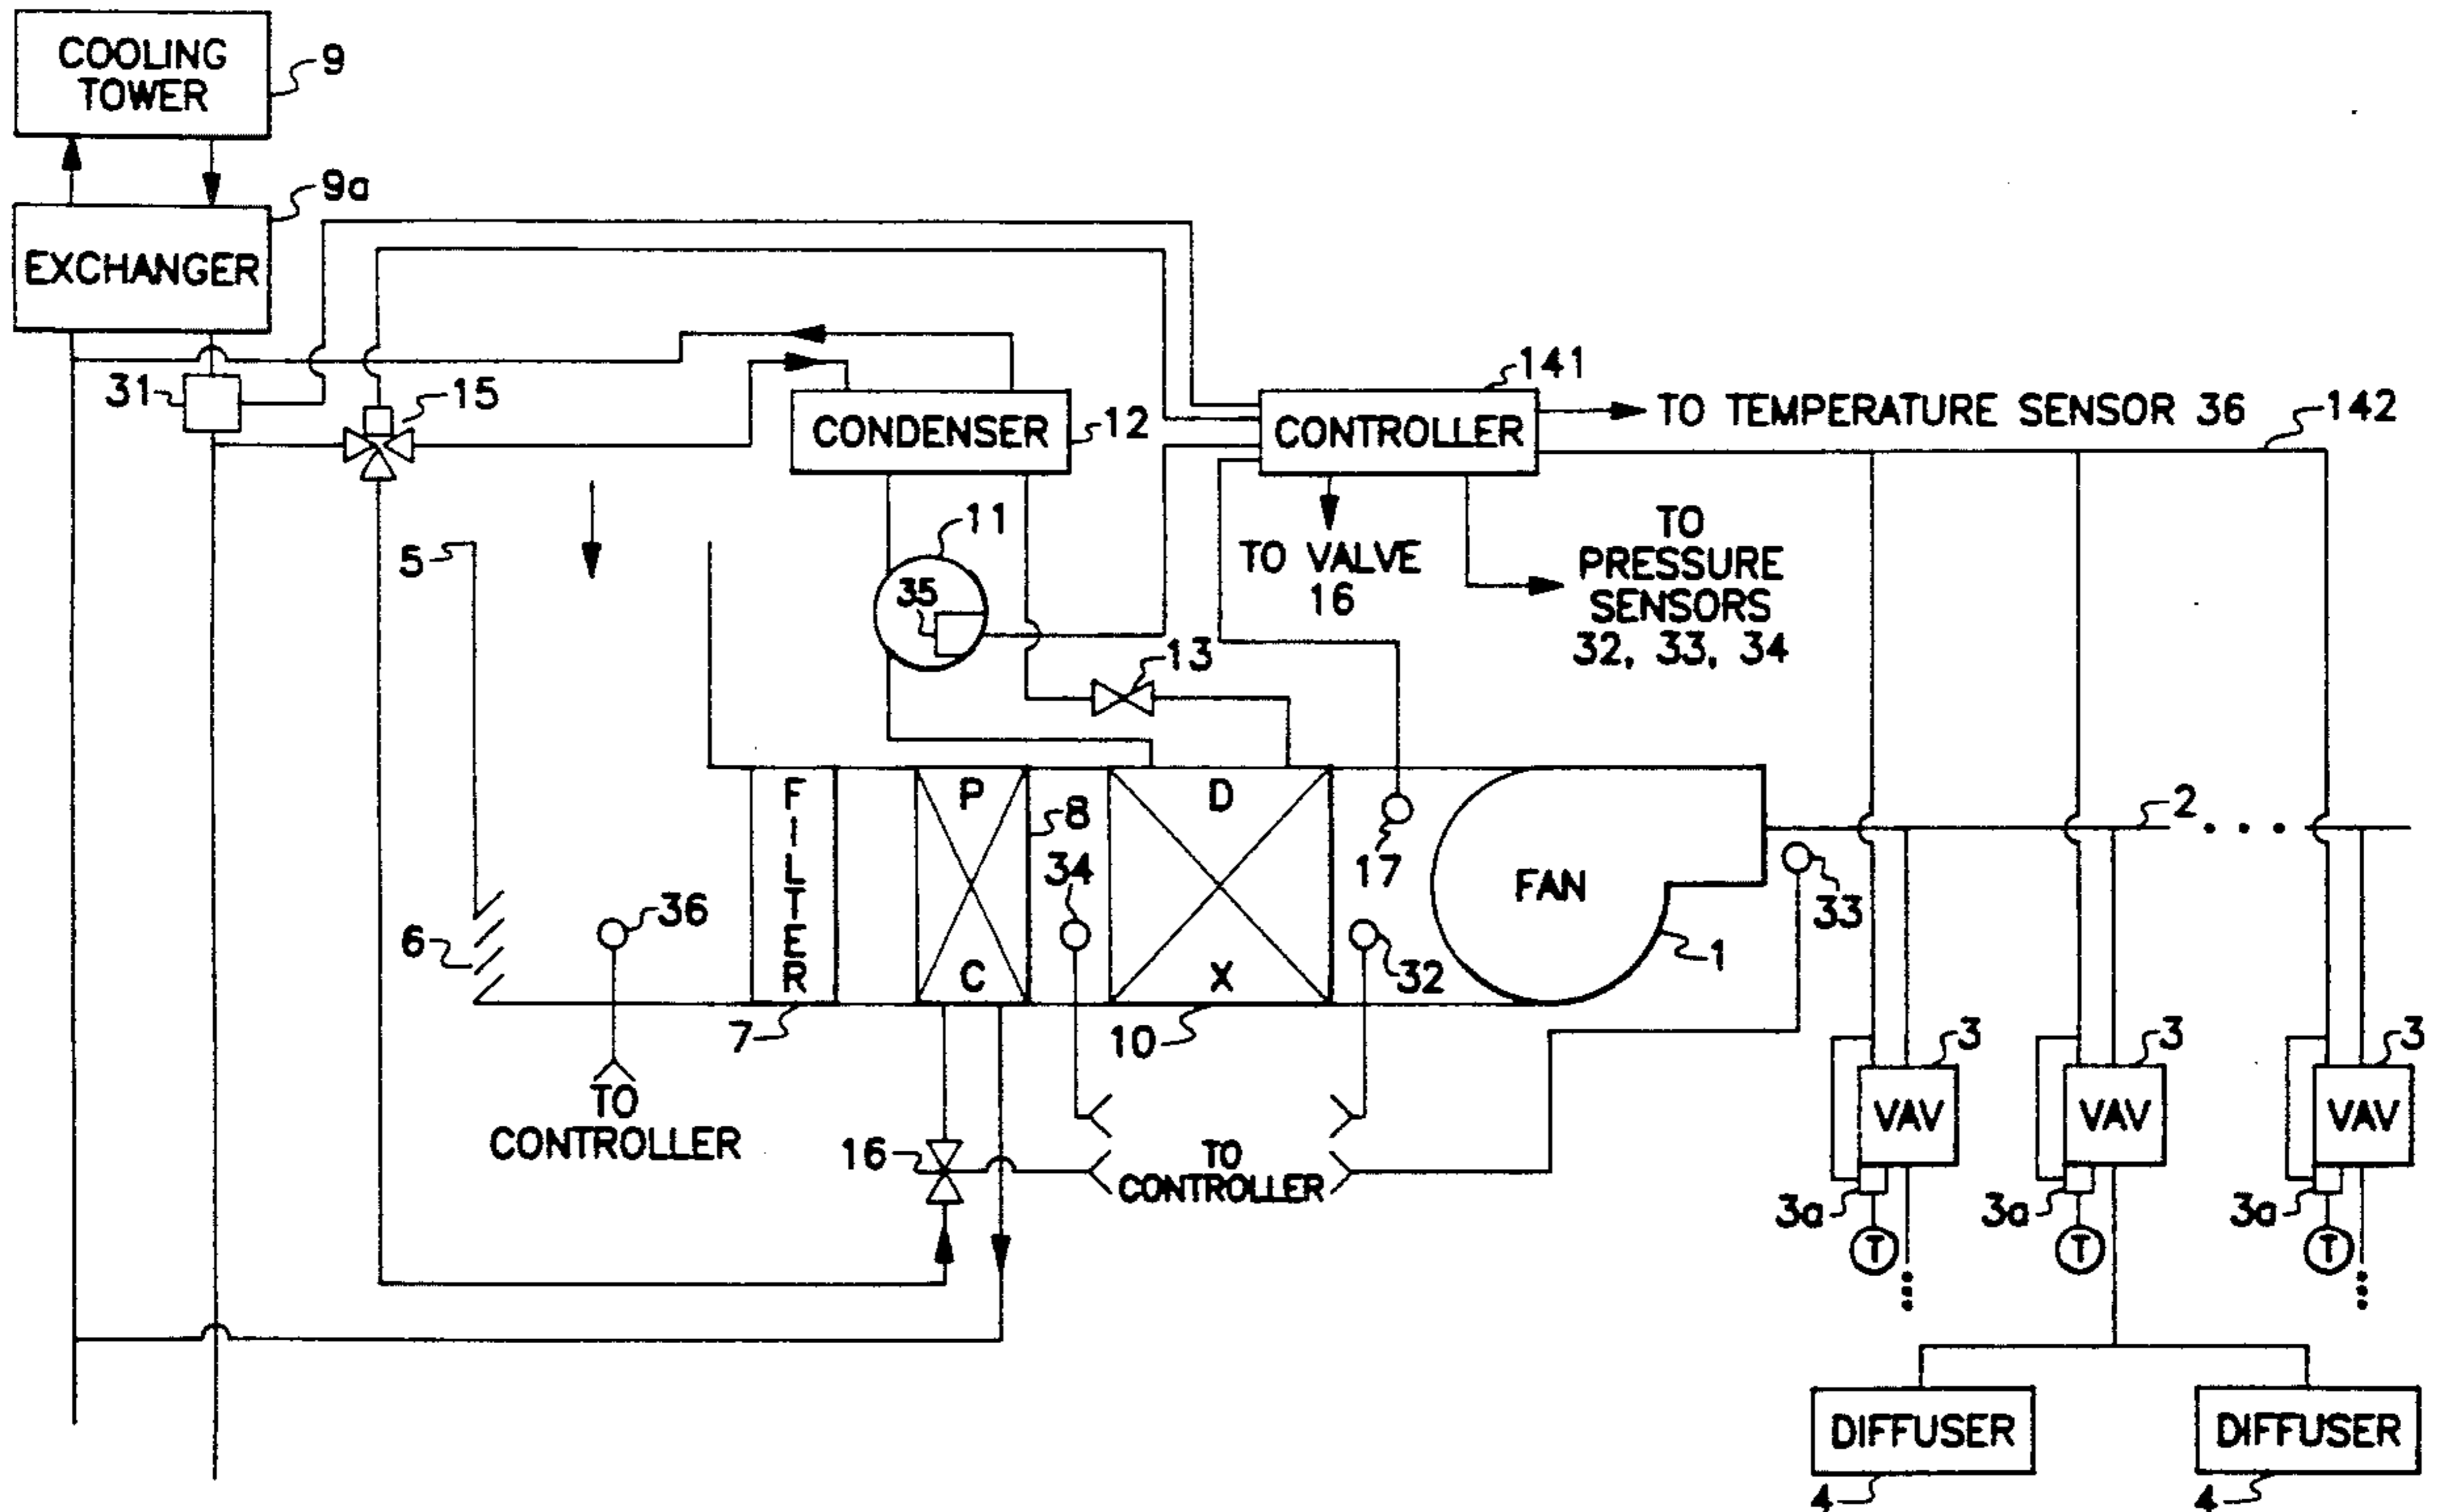 COOLING
TOWER
9
9a
EXCHANGER
31
15
CONDENSER
12
141
CONTROLLER
TO TEMPERATURE SENSOR 36
142
5
11
35
TO VALVE
16
TO
PRESSURE
SENSORS
32, 33, 34
13
FILTER
P
C
8
34
D
X
17
FAN
2
33
36
6
32
1
7
10
TO
CONTROLLER
16
TO
CONTROLLER
3
3
3
VAV
VAV
VAV
3a
3a
3a
T
T
T
DIFFUSER
DIFFUSER
4
4